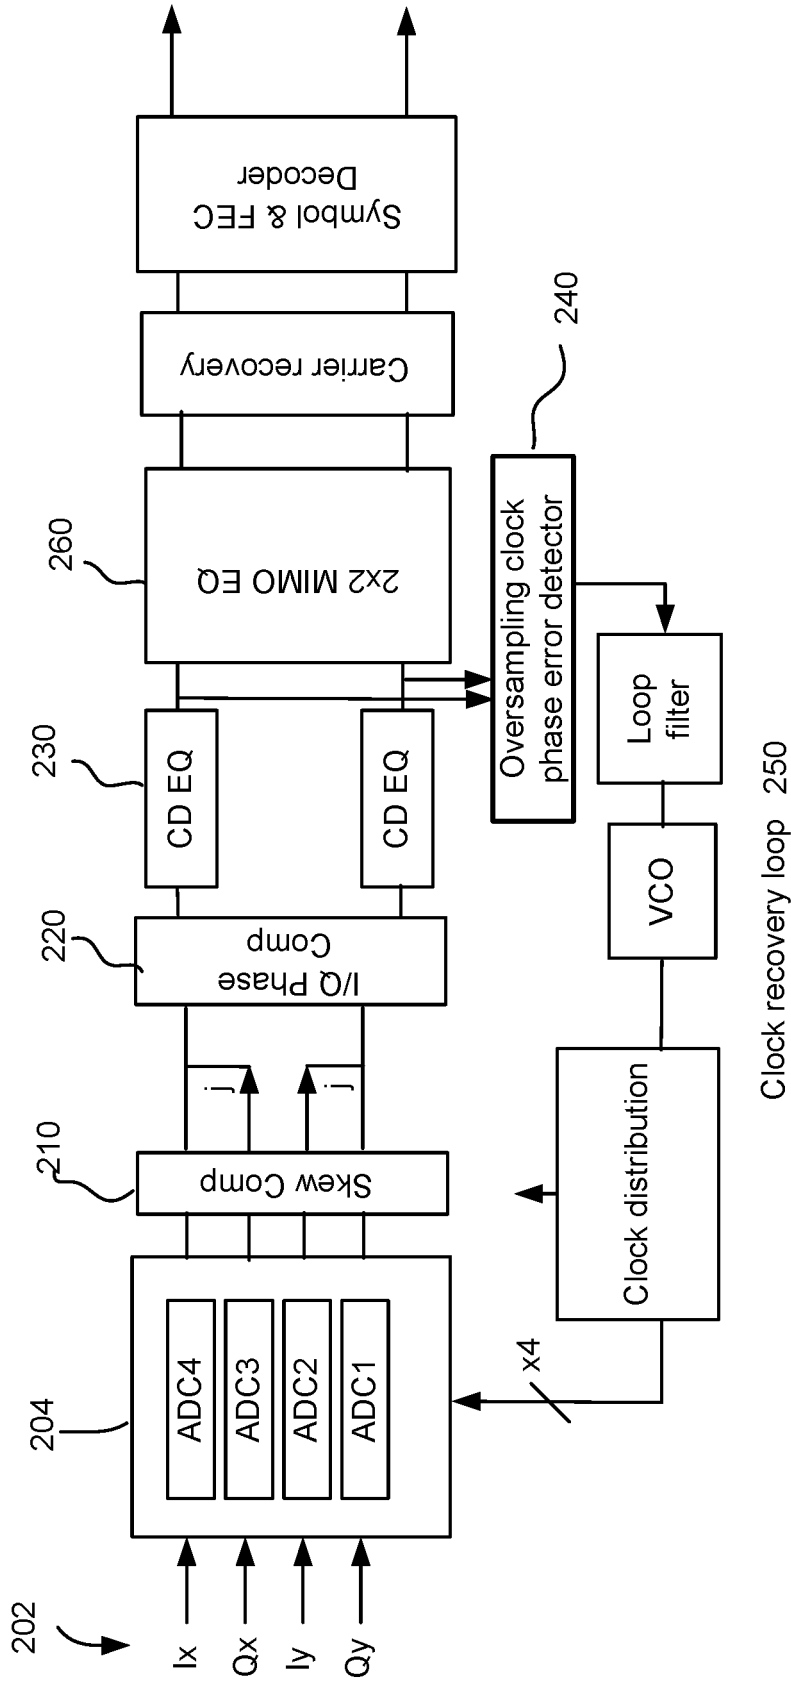 202
Ix
Qx
Iy
Qy
204
ADC4
ADC3
ADC2
ADC1
210
Skew Comp
j
j
220
I/Q Phase
Comp
230
CD EQ
CD EQ
260
2x2 MIMO EQ
Carrier recovery
Symbol & FEC
Decoder
240
Oversampling clock
phase error detector
Loop
filter
VCO
Clock distribution
x4
Clock recovery loop 250